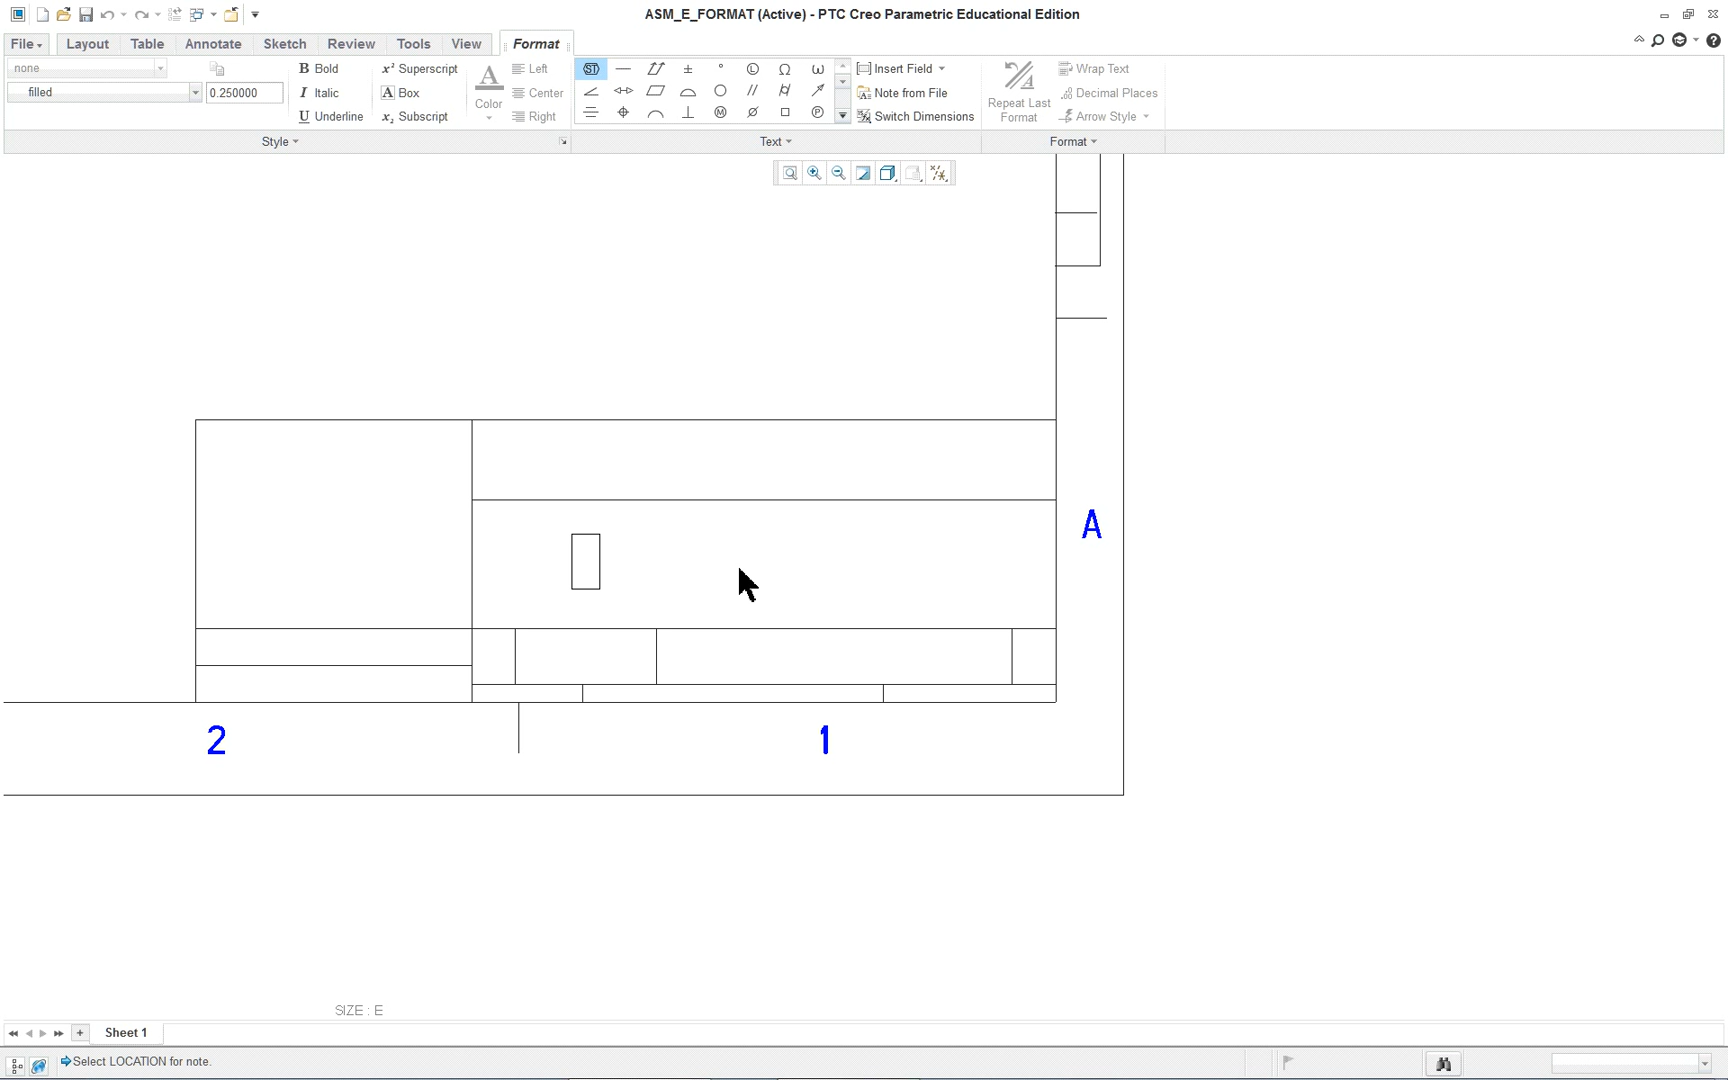 ASM_E_FORMAT (Active) - PTC Creo Parametric Educational Edition
File Layout Table Annotate Sketch Review Tools View Format
none
filled 0.250000
B Bold
I Italic
U Underline
x² Superscript
A Box
x₂ Subscript
A
Color
Left
Center
Right
Insert Field
Note from File
Switch Dimensions
Repeat Last
Format
Wrap Text
Decimal Places
Arrow Style
Style Text Format
A
2 1
SIZE : E
Sheet 1
Select LOCATION for note.